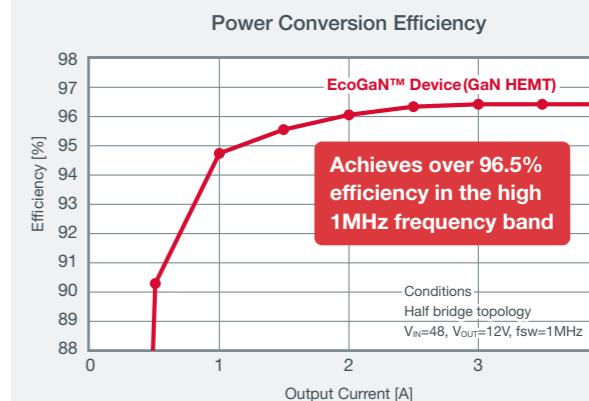 Power Conversion Efficiency
98
97
96
95
94
93
92
91
90
89
88
Efficiency [%]
EcoGaN™ Device(GaN HEMT)
Achieves over 96.5%
efficiency in the high
1MHz frequency band
Conditions
Half bridge topology
VIN=48, VOUT=12V, fsw=1MHz
0 1 2 3
Output Current [A]